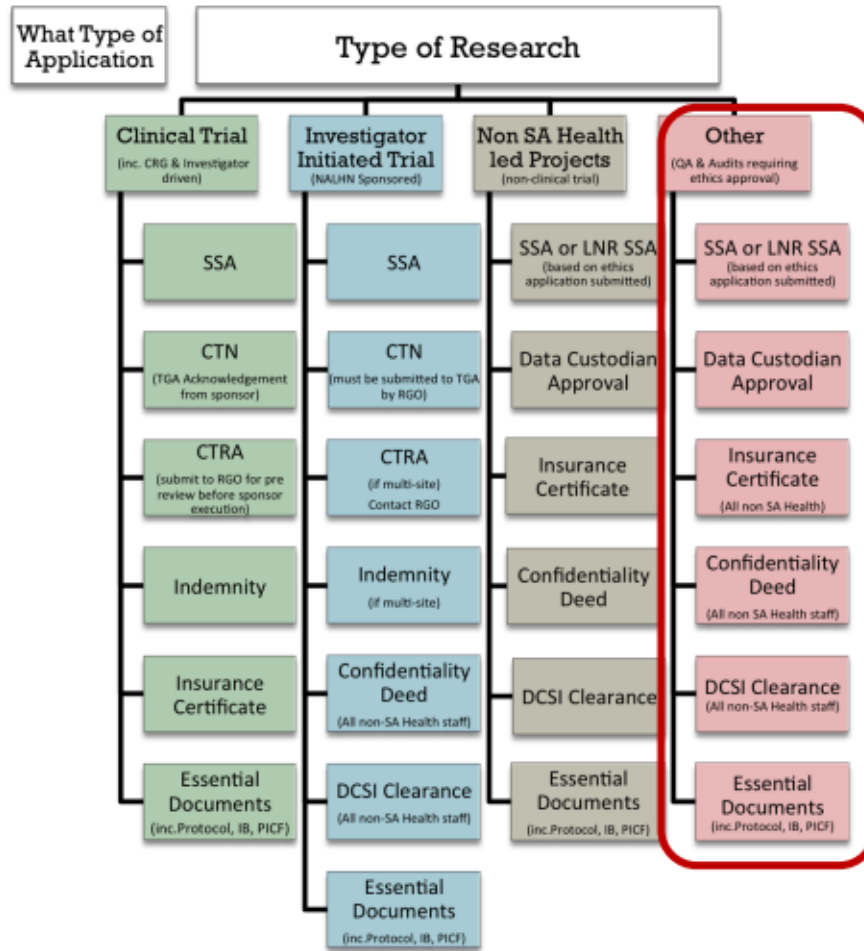 What Type of
Application
Type of Research
Clinical Trial
(inc. CRG & Investigator
driven)
SSA
CTN
(TGA Acknowledgement
from sponsor)
CTRA
(submit to RGO for pre
review before sponsor
execution)
Indemnity
Insurance
Certificate
Essential
Documents
(inc.Protocol, IB, PICF)
Investigator
Initiated Trial
(NALHN Sponsored)
SSA
CTN
(must be submitted to TGA
by RGO)
CTRA
(if multi-site)
Contact RGO
Indemnity
(if multi-site)
Confidentiality
Deed
(All non-SA Health staff)
DCSI Clearance
(All non-SA Health staff)
Essential
Documents
(inc.Protocol, IB, PICF)
Non SA Health
led Projects
(non-clinical trial)
SSA or LNR SSA
(based on ethics
application submitted)
Data Custodian
Approval
Insurance
Certificate
Confidentiality
Deed
DCSI Clearance
Essential
Documents
(inc.Protocol, IB, PICF)
Other
(QA & Audits requiring
ethics approval)
SSA or LNR SSA
(based on ethics
application submitted)
Data Custodian
Approval
Insurance
Certificate
(All non SA Health)
Confidentiality
Deed
(All non SA Health staff)
DCSI Clearance
(All non-SA Health staff)
Essential
Documents
(inc.Protocol, IB, PICF)